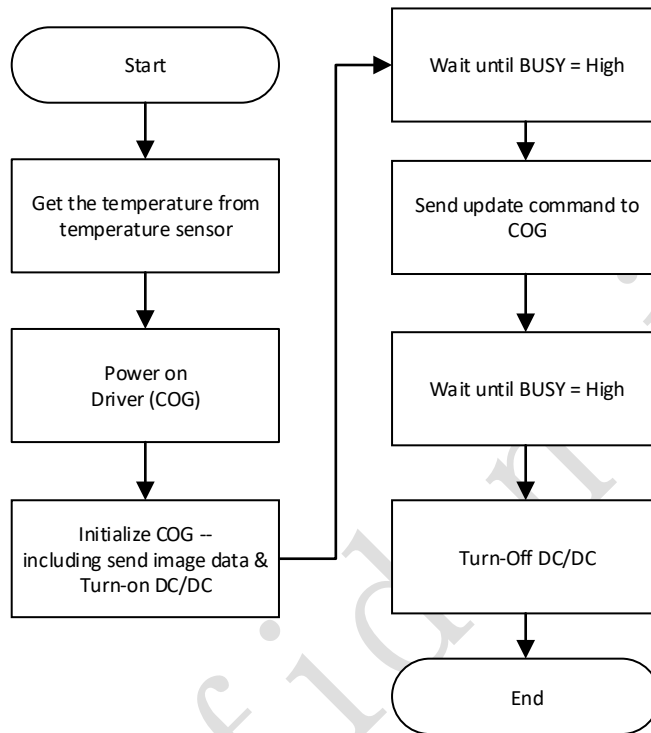 Start
Get the temperature from
temperature sensor
Power on
Driver (COG)
Initialize COG --
including send image data &
Turn-on DC/DC
Wait until BUSY = High
Send update command to
COG
Wait until BUSY = High
Turn-Off DC/DC
End